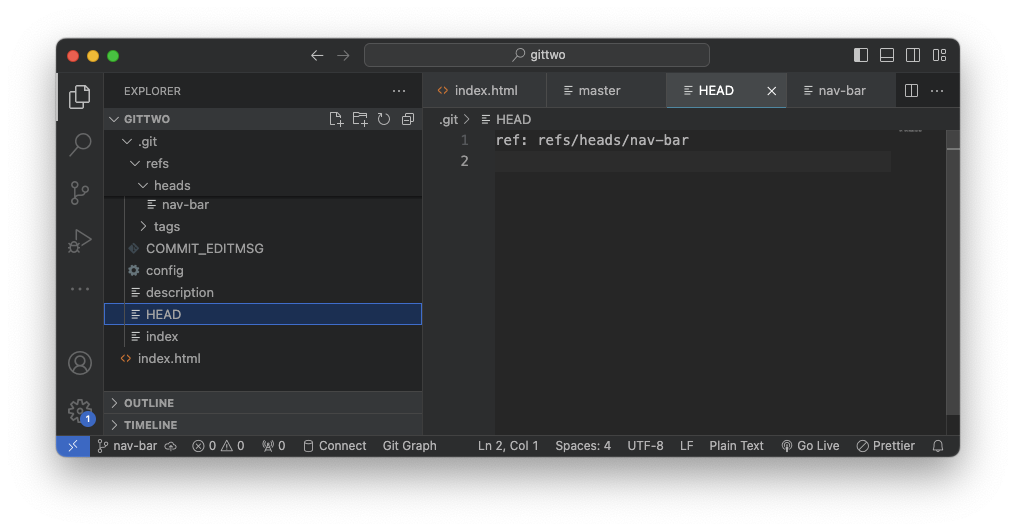 gittwo
EXPLORER
index.html
master
HEAD
nav-bar
GITTWO
.git
refs
heads
nav-bar
tags
COMMIT_EDITMSG
config
description
HEAD
index
index.html
OUTLINE
TIMELINE
.git > HEAD
1 ref: refs/heads/nav-bar
2
1
nav-bar 0 0 0 Connect Git Graph Ln 2, Col 1 Spaces: 4 UTF-8 LF Plain Text Go Live Prettier